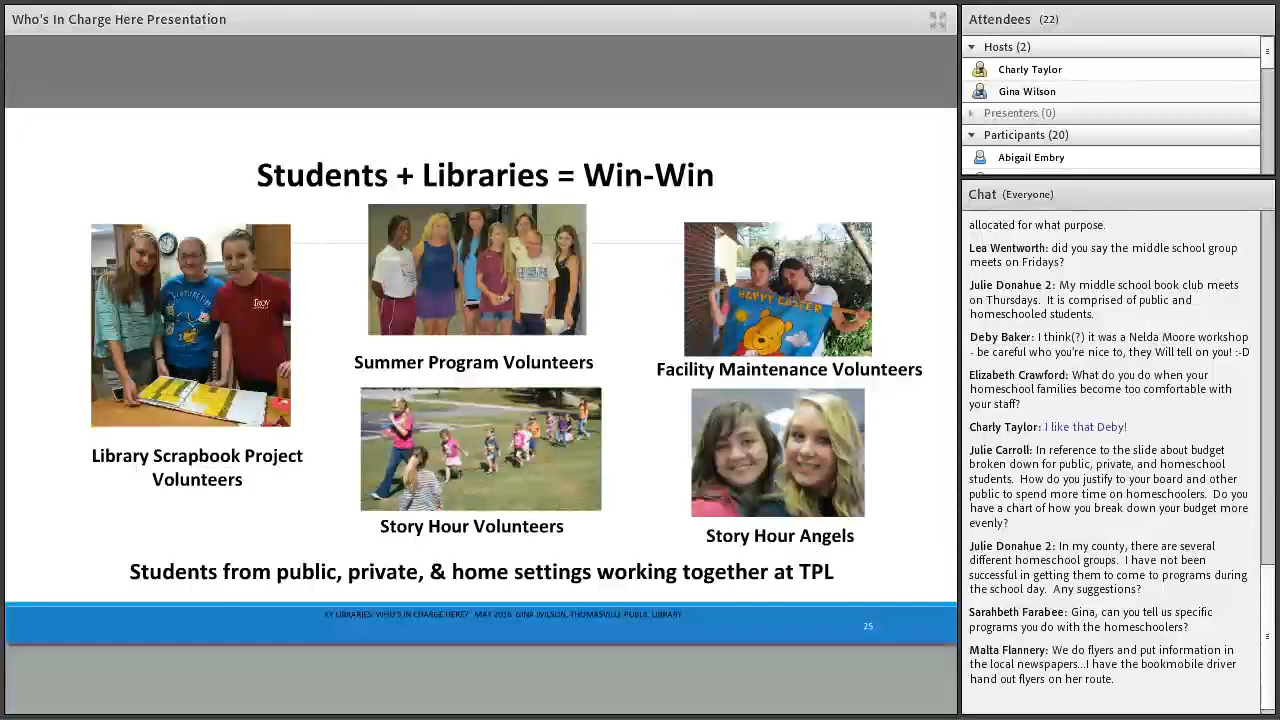 Who's In Charge Here Presentation
Students + Libraries = Win-Win
TROY
HAPPY EASTER
Summer Program Volunteers
Facility Maintenance Volunteers
Library Scrapbook Project
Volunteers
Story Hour Volunteers
Story Hour Angels
Students from public, private, & home settings working together at TPL
KY LIBRARIES WHO'S IN CHARGE HERE? MAY 2016 GINA WILSON, THOMASVILLE PUBLIC LIBRARY
25
Attendees (22)
Hosts (2)
Charly Taylor
Gina Wilson
Presenters (0)
Participants (20)
Abigail Embry
Chat (Everyone)
allocated for what purpose.
Lea Wentworth: did you say the middle school group
meets on Fridays?
Julie Donahue 2: My middle school book club meets
on Thursdays. It is comprised of public and
homeschooled students.
Deby Baker: I think(?) it was a Nelda Moore workshop
- be careful who you're nice to they Will tell on you! :-D
Elizabeth Crawford: What do you do when your
homeschool families become too comfortable with
your staff?
Charly Taylor: I like that Deby!
Julie Carroll: In reference to the slide about budget
broken down for public, private, and homeschool
students. How do you justify to your board and other
public to spend more time on homeschoolers. Do you
have a chart of how you break down your budget more
evenly?
Julie Donahue 2: In my county, there are several
different homeschool groups. I have not been
successful in getting them to come to programs during
the school day. Any suggestions?
Sarahbeth Farabee: Gina, can you tell us specific
programs you do with the homeschoolers?
Malta Flannery: We do flyers and put information in
the local newspapers...I have the bookmobile driver
hand out flyers on her route.